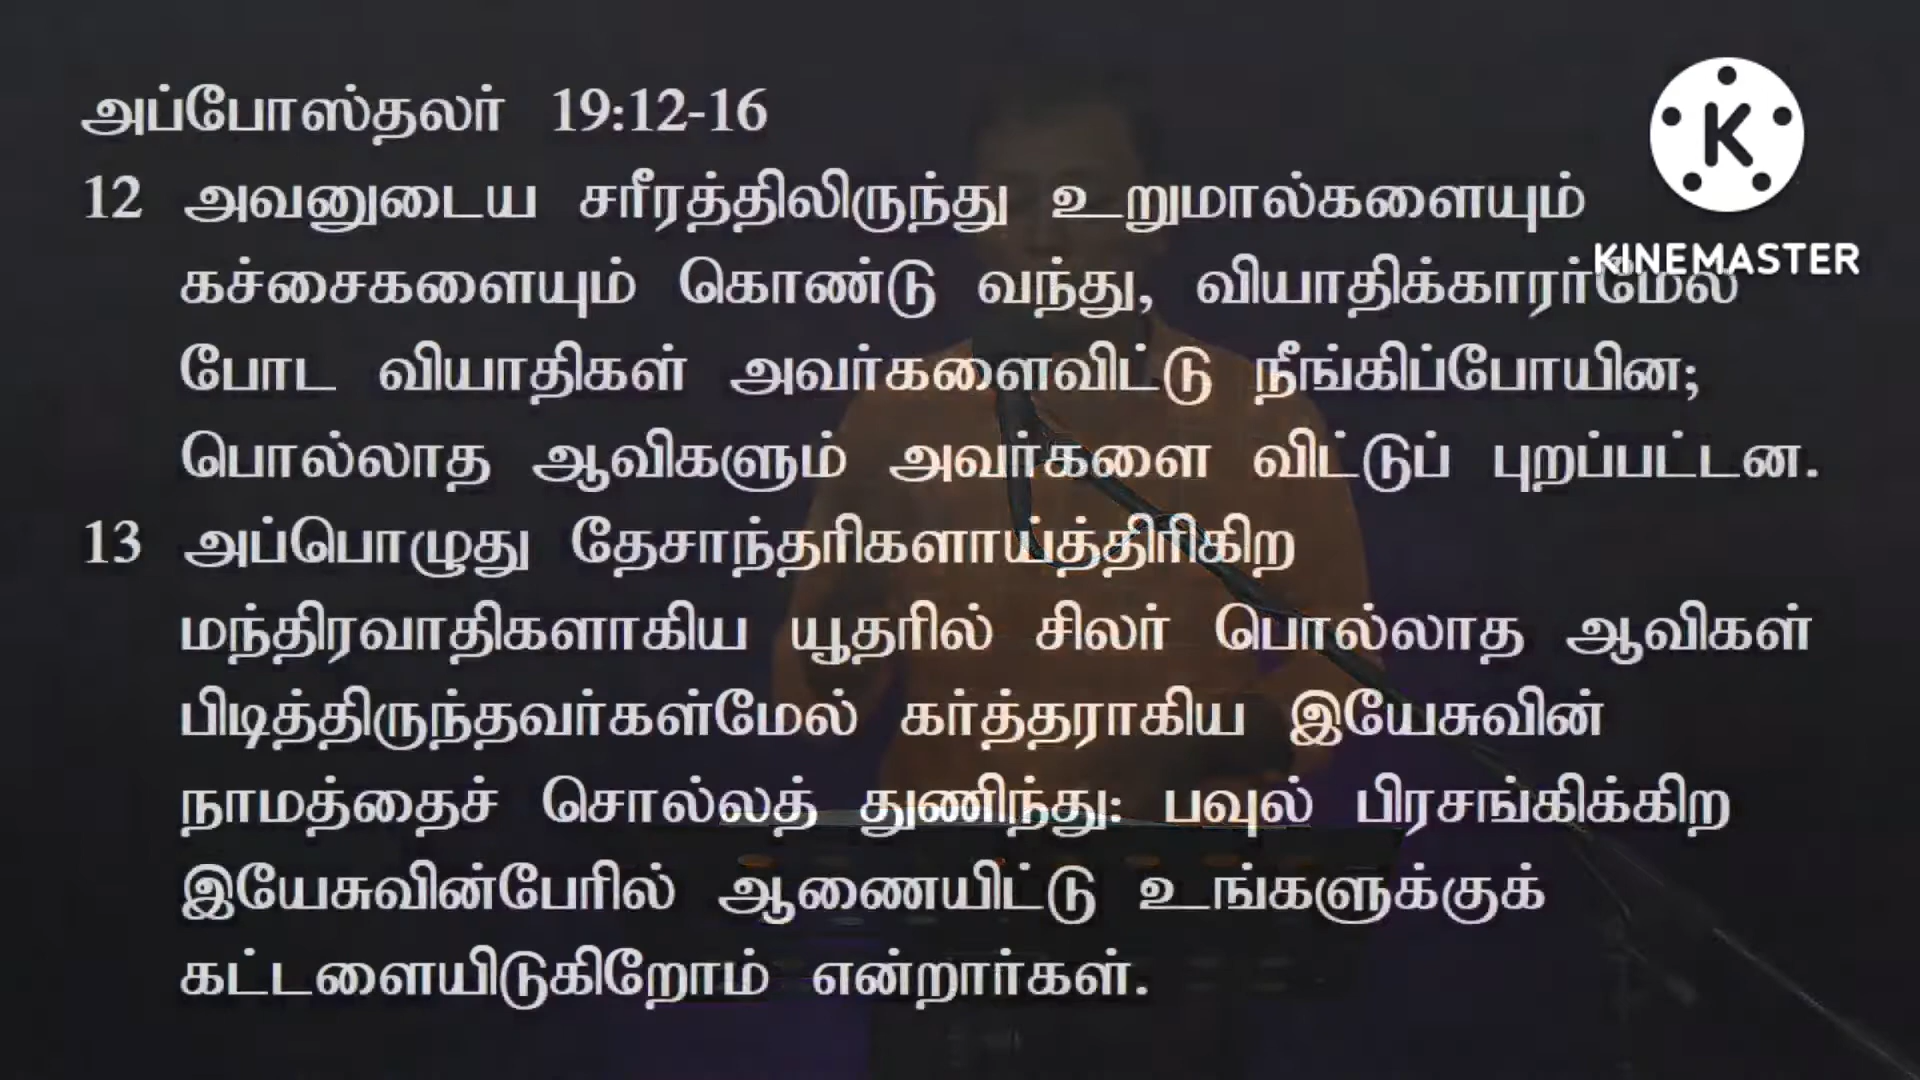 அப்போஸ்தலர் 19:12-16
12 அவனுடைய சரீரத்திலிருந்து உறுமால்களையும்
கச்சைகளையும் கொண்டு வந்து, வியாதிக்காரர்மேல்
போட வியாதிகள் அவர்களைவிட்டு நீங்கிப்போயின;
பொல்லாத ஆவிகளும் அவர்களை விட்டுப் புறப்பட்டன.
13 அப்பொழுது தேசாந்தரிகளாய்த்திரிகிற
மந்திரவாதிகளாகிய யூதரில் சிலர் பொல்லாத ஆவிகள்
பிடித்திருந்தவர்கள்மேல் கர்த்தராகிய இயேசுவின்
நாமத்தைச் சொல்லத் துணிந்து: பவுல் பிரசங்கிக்கிற
இயேசுவின்பேரில் ஆணையிட்டு உங்களுக்குக்
கட்டளையிடுகிறோம் என்றார்கள்.
K
KINEMASTER